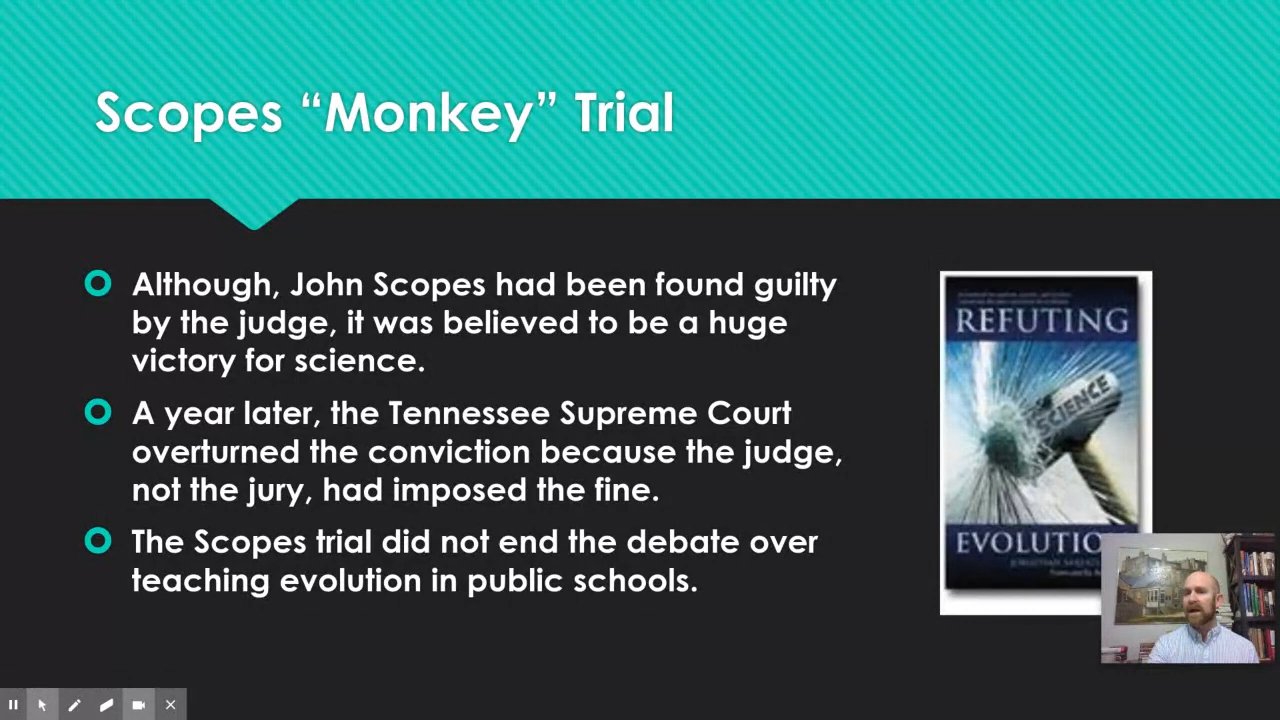 Scopes “Monkey” Trial
Although, John Scopes had been found guilty
by the judge, it was believed to be a huge
victory for science.
A year later, the Tennessee Supreme Court
overturned the conviction because the judge,
not the jury, had imposed the fine.
The Scopes trial did not end the debate over
teaching evolution in public schools.
REFUTING
SCIENCE
EVOLUTIO